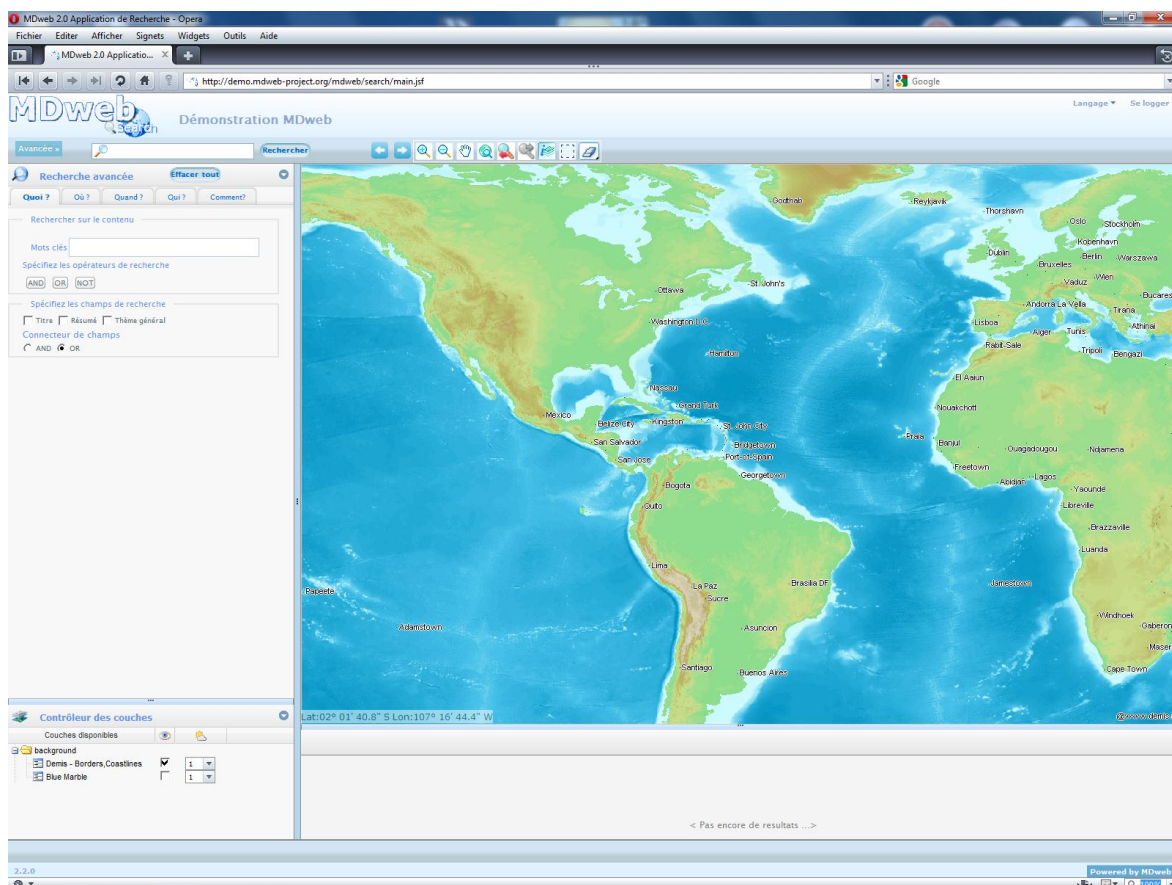 MDweb 2.0 Application de Recherche - Opera
Fichier Editer Afficher Signets Widgets Outils Aide
MDweb 2.0 Applicatio...
http://demo.mdweb-project.org/mdweb/search/main.jsf
Google
MDweb
Search
Démonstration MDweb
Langage
Se logger
Avancée »
Rechercher
Recherche avancée
Effacer tout
Quoi ? Où ? Quand ? Qui ? Comment?
Rechercher sur le contenu
Mots clés
Spécifiez les opérateurs de recherche
AND OR NOT
Spécifiez les champs de recherche
Titre Résumé Thème général
Connecteur de champs
AND OR
Godthab
Reykjavik
Thorshavn
Oslo
Stockholm
Kobenhavn
Dublin
Berlin
Warszawa
Bruxelles
Wien
Vaduz
Ottawa
St. John's
Bucares
Andorra La Vella
Tirana
Washington D.C.
Lisboa
Alger
Tunis
Athinai
Rabat-Sale
Tripoli
Bengazi
Hamilton
El Aaiun
Nassau
Grand Turk
Nouakchott
Mexico
Belize City
Kingston
St. John City
Praia
Banjul
San Salvador
Bridgetown
Port-of-Spain
Ouagadougou
Ndjamena
San Jose
Freetown
Georgetown
Abidjan
Lagos
Bogota
Yaounde
Quito
Libreville
Brazzaville
Luanda
Lima
La Paz
Brasilia DF
Jamestown
Papeete
Sucre
Adamstown
Asuncion
Windhoek
Gaberon
Maser
Santiago
Buenos Aires
Cape Town
Lat:02° 01' 40.8" S Lon:107° 16' 44.4" W
Contrôleur des couches
Couches disponibles
background
Demis - Borders,Coastlines 1
Blue Marble 1
< Pas encore de resultats ...>
2.2.0
Powered by MDweb
100%